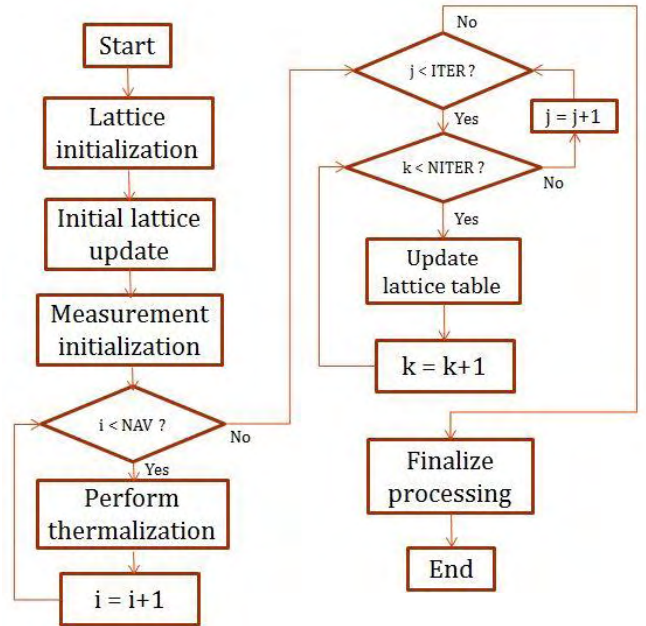 Start
Lattice
initialization
Initial lattice
update
Measurement
initialization
i < NAV ?
No
Yes
Perform
thermalization
i = i+1
No
j < ITER ?
Yes
j = j+1
k < NITER ?
No
Yes
Update
lattice table
k = k+1
Finalize
processing
End